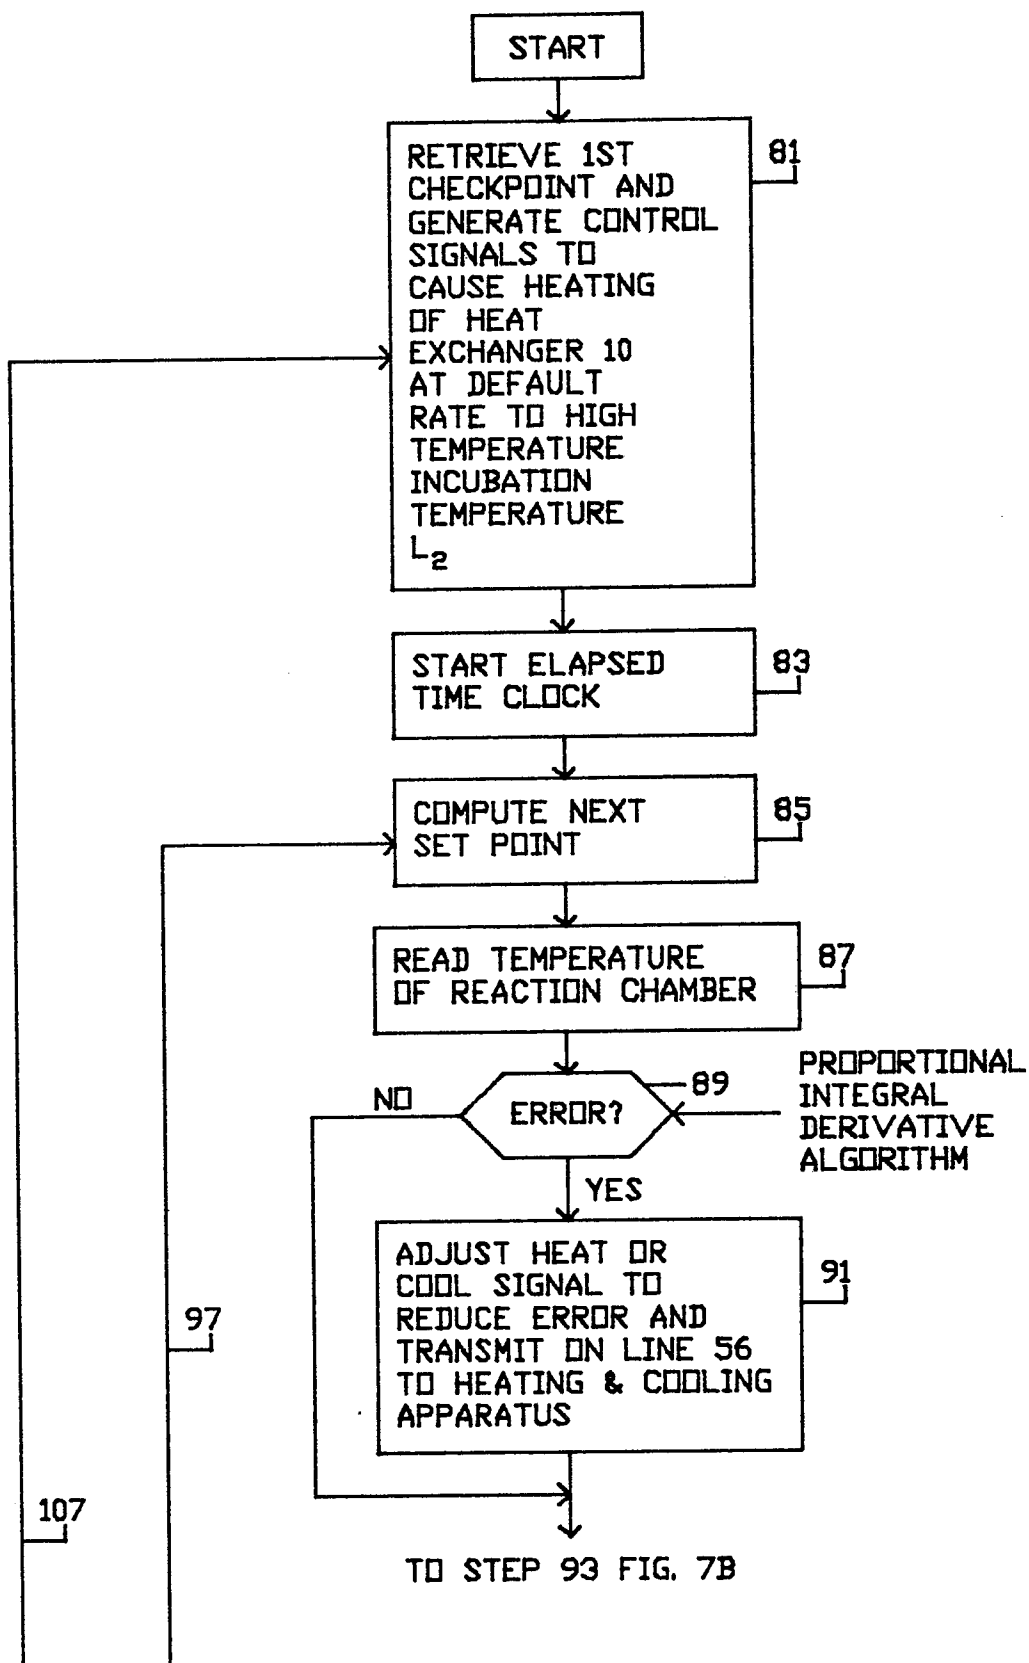 START
RETRIEVE 1ST
CHECKPOINT AND
GENERATE CONTROL
SIGNALS TO
CAUSE HEATING
OF HEAT
EXCHANGER 10
AT DEFAULT
RATE TO HIGH
TEMPERATURE
INCUBATION
TEMPERATURE
L₂
81
START ELAPSED
TIME CLOCK
83
COMPUTE NEXT
SET POINT
85
READ TEMPERATURE
OF REACTION CHAMBER
87
NO
ERROR?
89
PROPORTIONAL
INTEGRAL
DERIVATIVE
ALGORITHM
YES
ADJUST HEAT OR
COOL SIGNAL TO
REDUCE ERROR AND
TRANSMIT ON LINE 56
TO HEATING & COOLING
APPARATUS
91
97
107
TO STEP 93 FIG. 7B